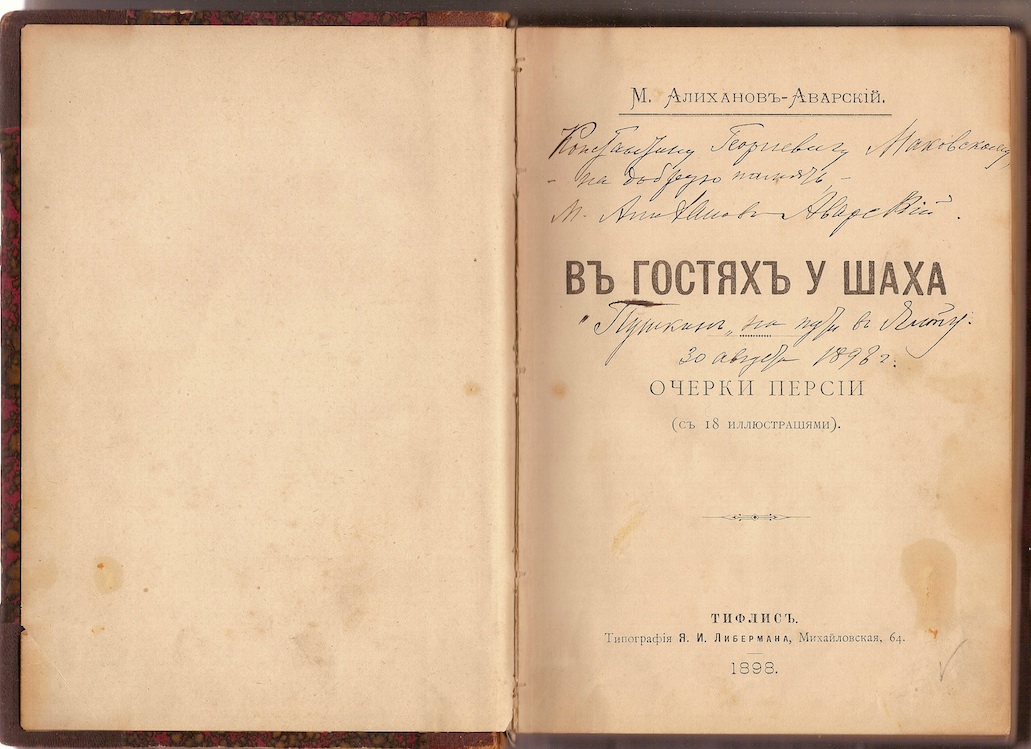 М. Алихановъ-Аварскій.
Константину Георгиевичу Маковскому,
- на добрую память, -
М. Алихановъ Аварскій.
ВЪ ГОСТЯХЪ У ШАХА
"Пушкинъ" на пути в Ялту.
30 августа 1898 г.
ОЧЕРКИ ПЕРСІИ
(съ 18 иллюстраціями).
ТИФЛИСЪ.
Типографія Я. И. Либермана, Михайловская, 64.
1898.